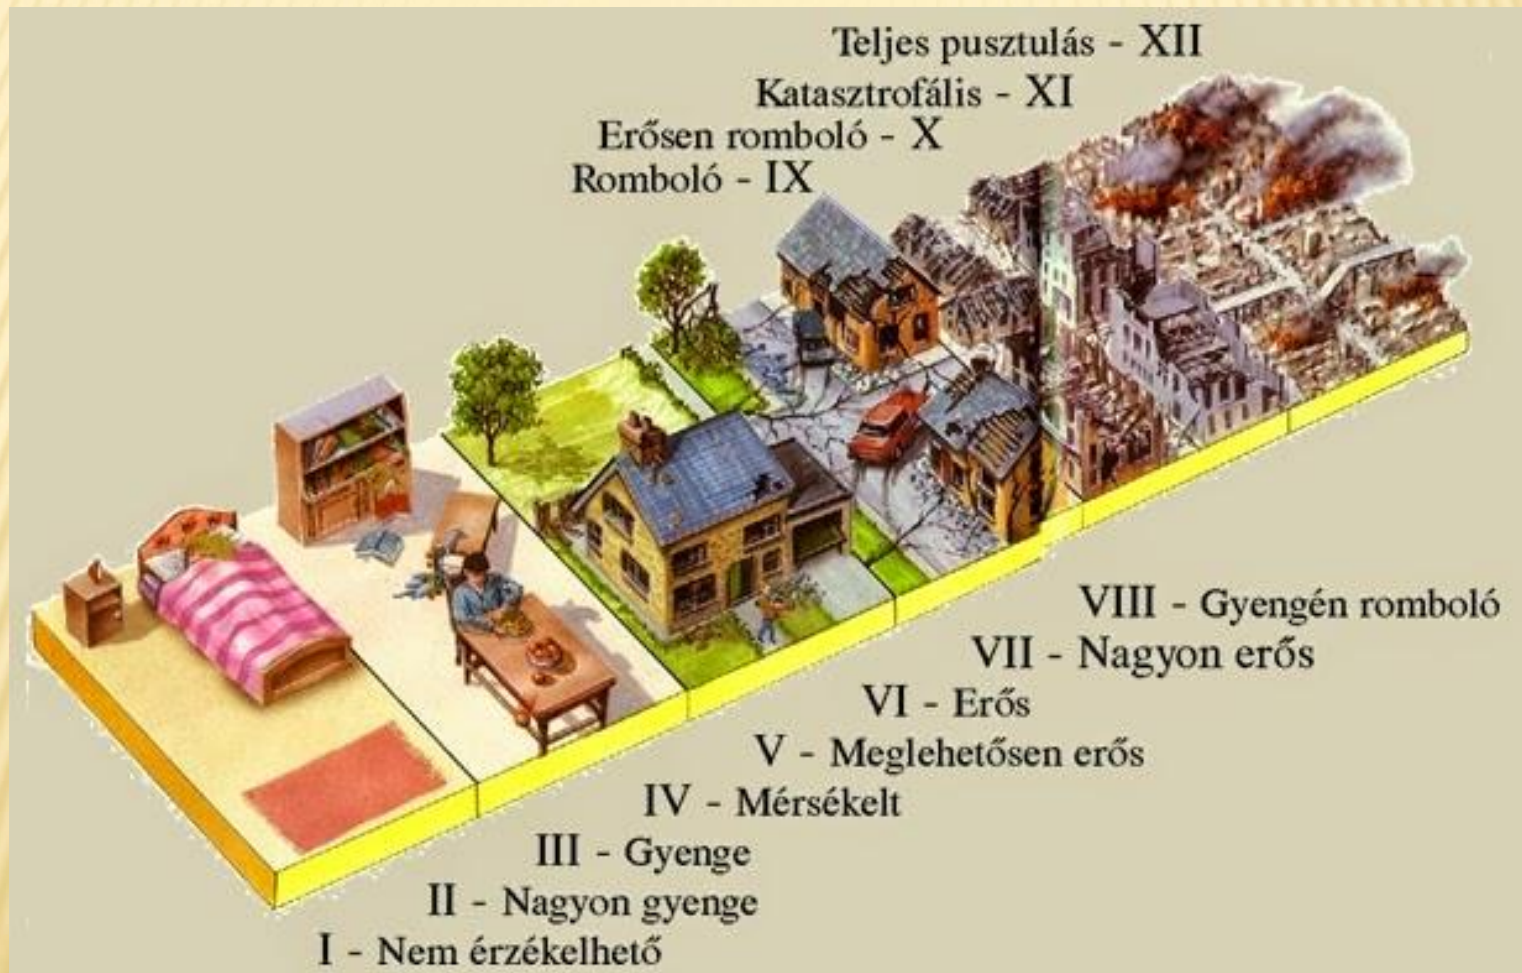 Teljes pusztulás - XII
Katasztrofális - XI
Erősen romboló - X
Romboló - IX
VIII - Gyengén romboló
VII - Nagyon erős
VI - Erős
V - Meglehetősen erős
IV - Mérsékelt
III - Gyenge
II - Nagyon gyenge
I - Nem érzékelhető